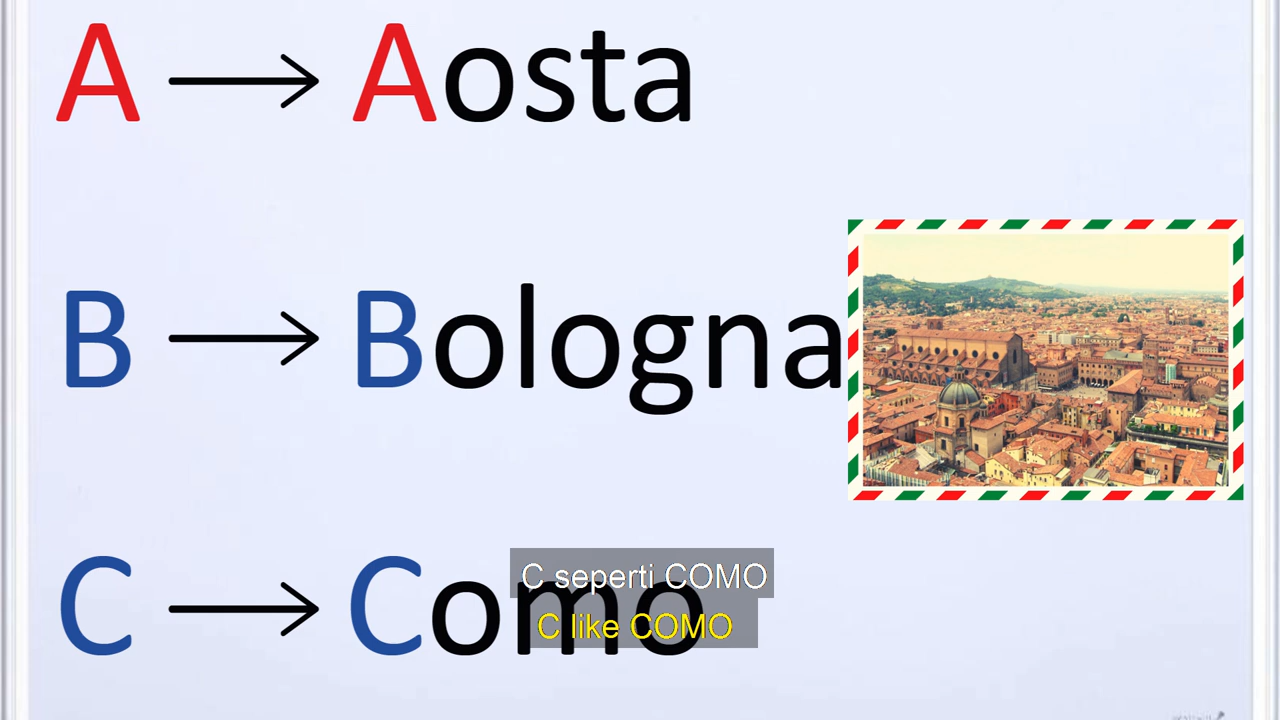 A → Aosta
B → Bologna
C → Como
C seperti COMO
C like COMO